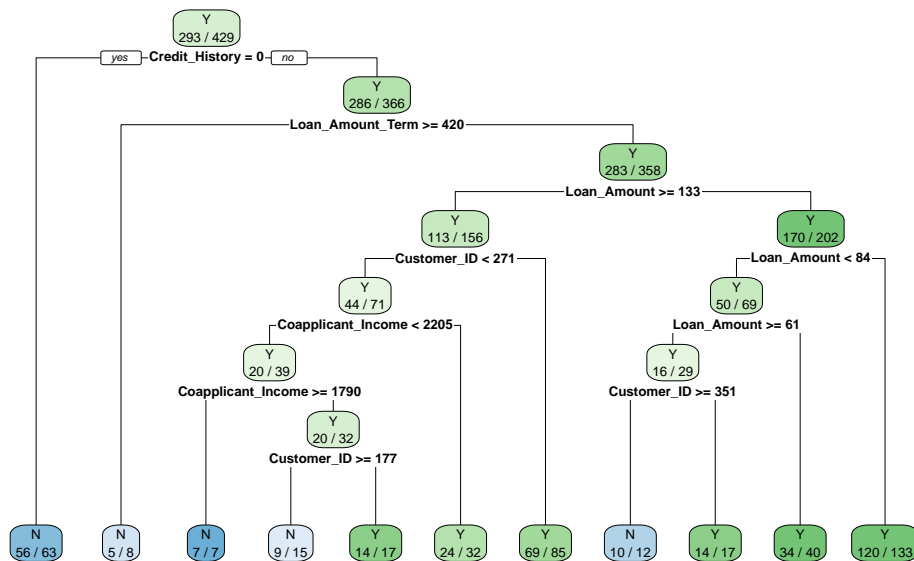 Y
293 / 429
yes
Credit_History = 0
no
Y
286 / 366
Loan_Amount_Term >= 420
Y
283 / 358
Loan_Amount >= 133
Y
113 / 156
Y
170 / 202
Customer_ID < 271
Loan_Amount < 84
Y
44 / 71
Y
50 / 69
Coapplicant_Income < 2205
Loan_Amount >= 61
Y
20 / 39
Y
16 / 29
Coapplicant_Income >= 1790
Customer_ID >= 351
Y
20 / 32
Customer_ID >= 177
N
56 / 63
N
5 / 8
N
7 / 7
N
9 / 15
Y
14 / 17
Y
24 / 32
Y
69 / 85
N
10 / 12
Y
14 / 17
Y
34 / 40
Y
120 / 133